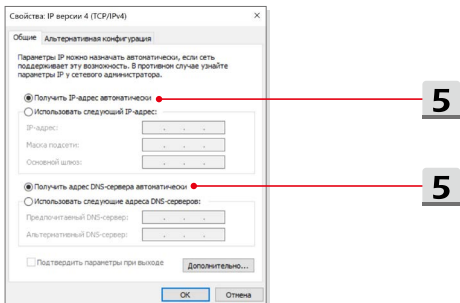 Свойства: IP версии 4 (TCP/IPv4)
Общие
Альтернативная конфигурация
Параметры IP можно назначать автоматически, если сеть
поддерживает эту возможность. В противном случае узнайте
параметры IP у сетевого администратора.
Получить IP-адрес автоматически
5
Использовать следующий IP-адрес:
IP-адрес:
Маска подсети:
Основной шлюз:
Получить адрес DNS-сервера автоматически
5
Использовать следующие адреса DNS-серверов:
Предпочитаемый DNS-сервер:
Альтернативный DNS-сервер:
Подтвердить параметры при выходе
Дополнительно...
ОК
Отмена